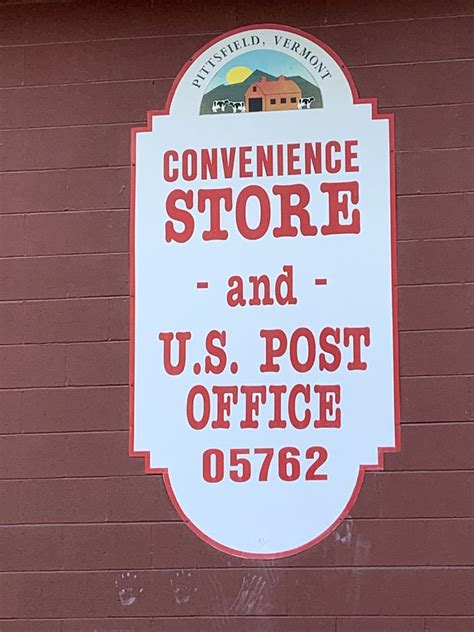 PITTSFIELD, VERMONT
CONVENIENCE
STORE
- and -
U.S. POST
OFFICE
05762